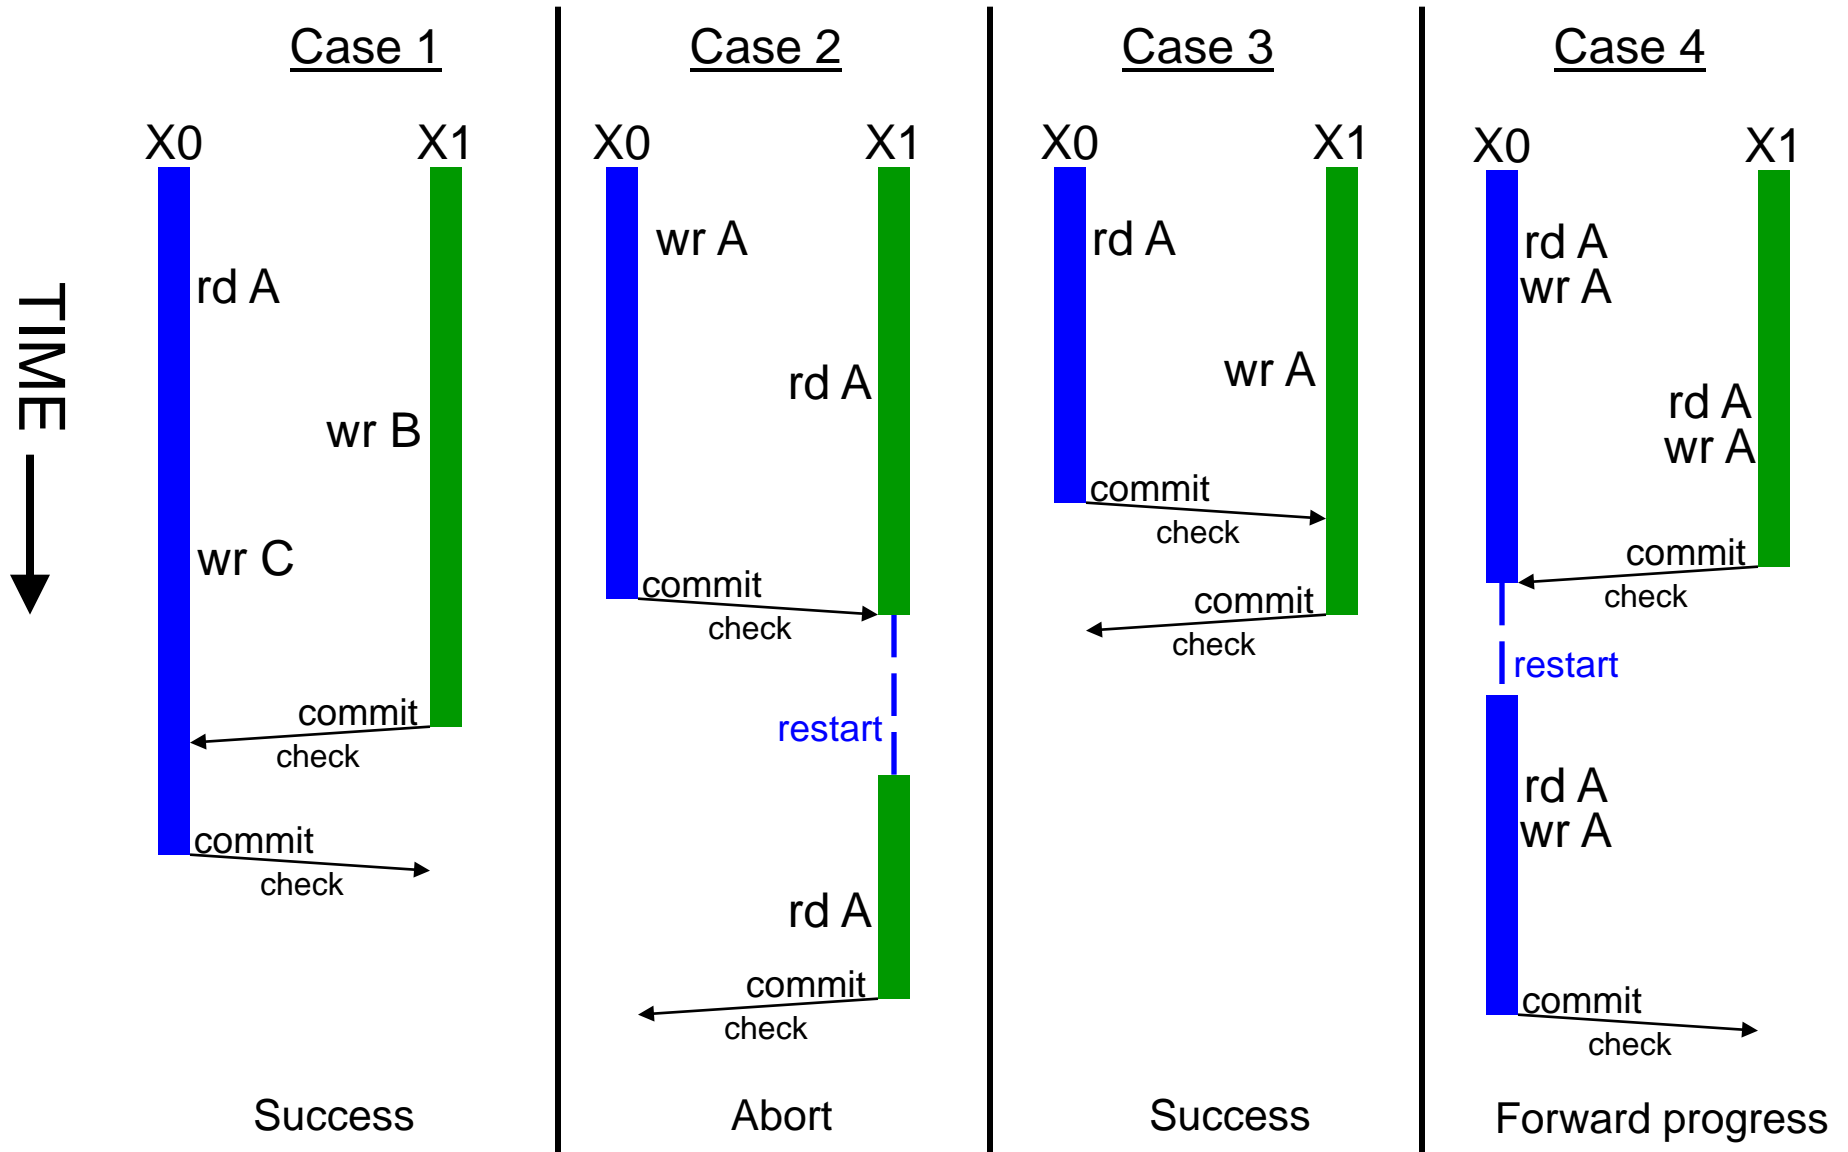 TIME
Case 1
X0
X1
rd A
wr B
wr C
commit
check
commit
check
Success
Case 2
X0
X1
wr A
rd A
commit
check
restart
rd A
commit
check
Abort
Case 3
X0
X1
rd A
wr A
commit
check
commit
check
Success
Case 4
X0
X1
rd A
wr A
rd A
wr A
commit
check
restart
rd A
wr A
commit
check
Forward progress